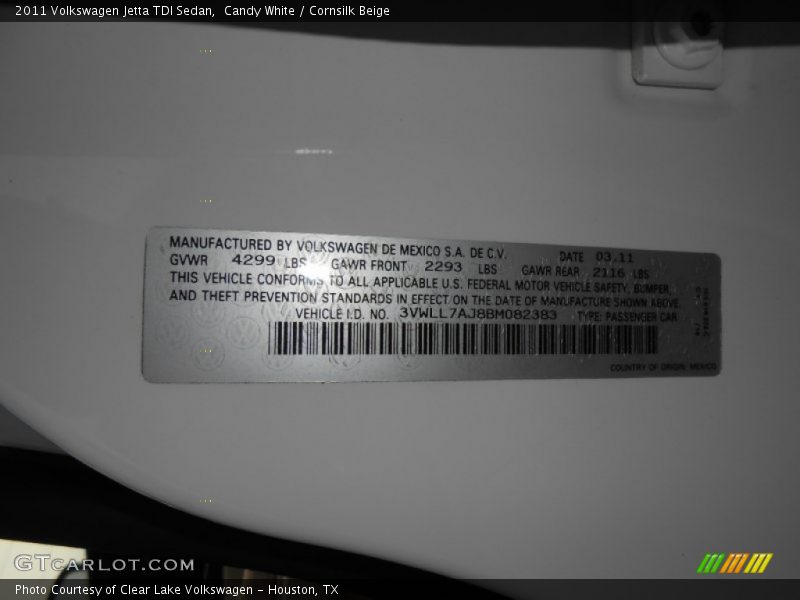 2011 Volkswagen Jetta TDI Sedan, Candy White / Cornsilk Beige
MANUFACTURED BY VOLKSWAGEN DE MEXICO S.A. DE C.V. DATE 03.11
GVWR 4299 LBS GAWR FRONT 2293 LBS GAWR REAR 2116 LBS
THIS VEHICLE CONFORMS TO ALL APPLICABLE U.S. FEDERAL MOTOR VEHICLE SAFETY, BUMPER,
AND THEFT PREVENTION STANDARDS IN EFFECT ON THE DATE OF MANUFACTURE SHOWN ABOVE.
VEHICLE I.D. NO. 3VWLL7AJ8BM082383 TYPE: PASSENGER CAR
COUNTRY OF ORIGIN: MEXICO
GTCARLOT.COM
Photo Courtesy of Clear Lake Volkswagen - Houston, TX